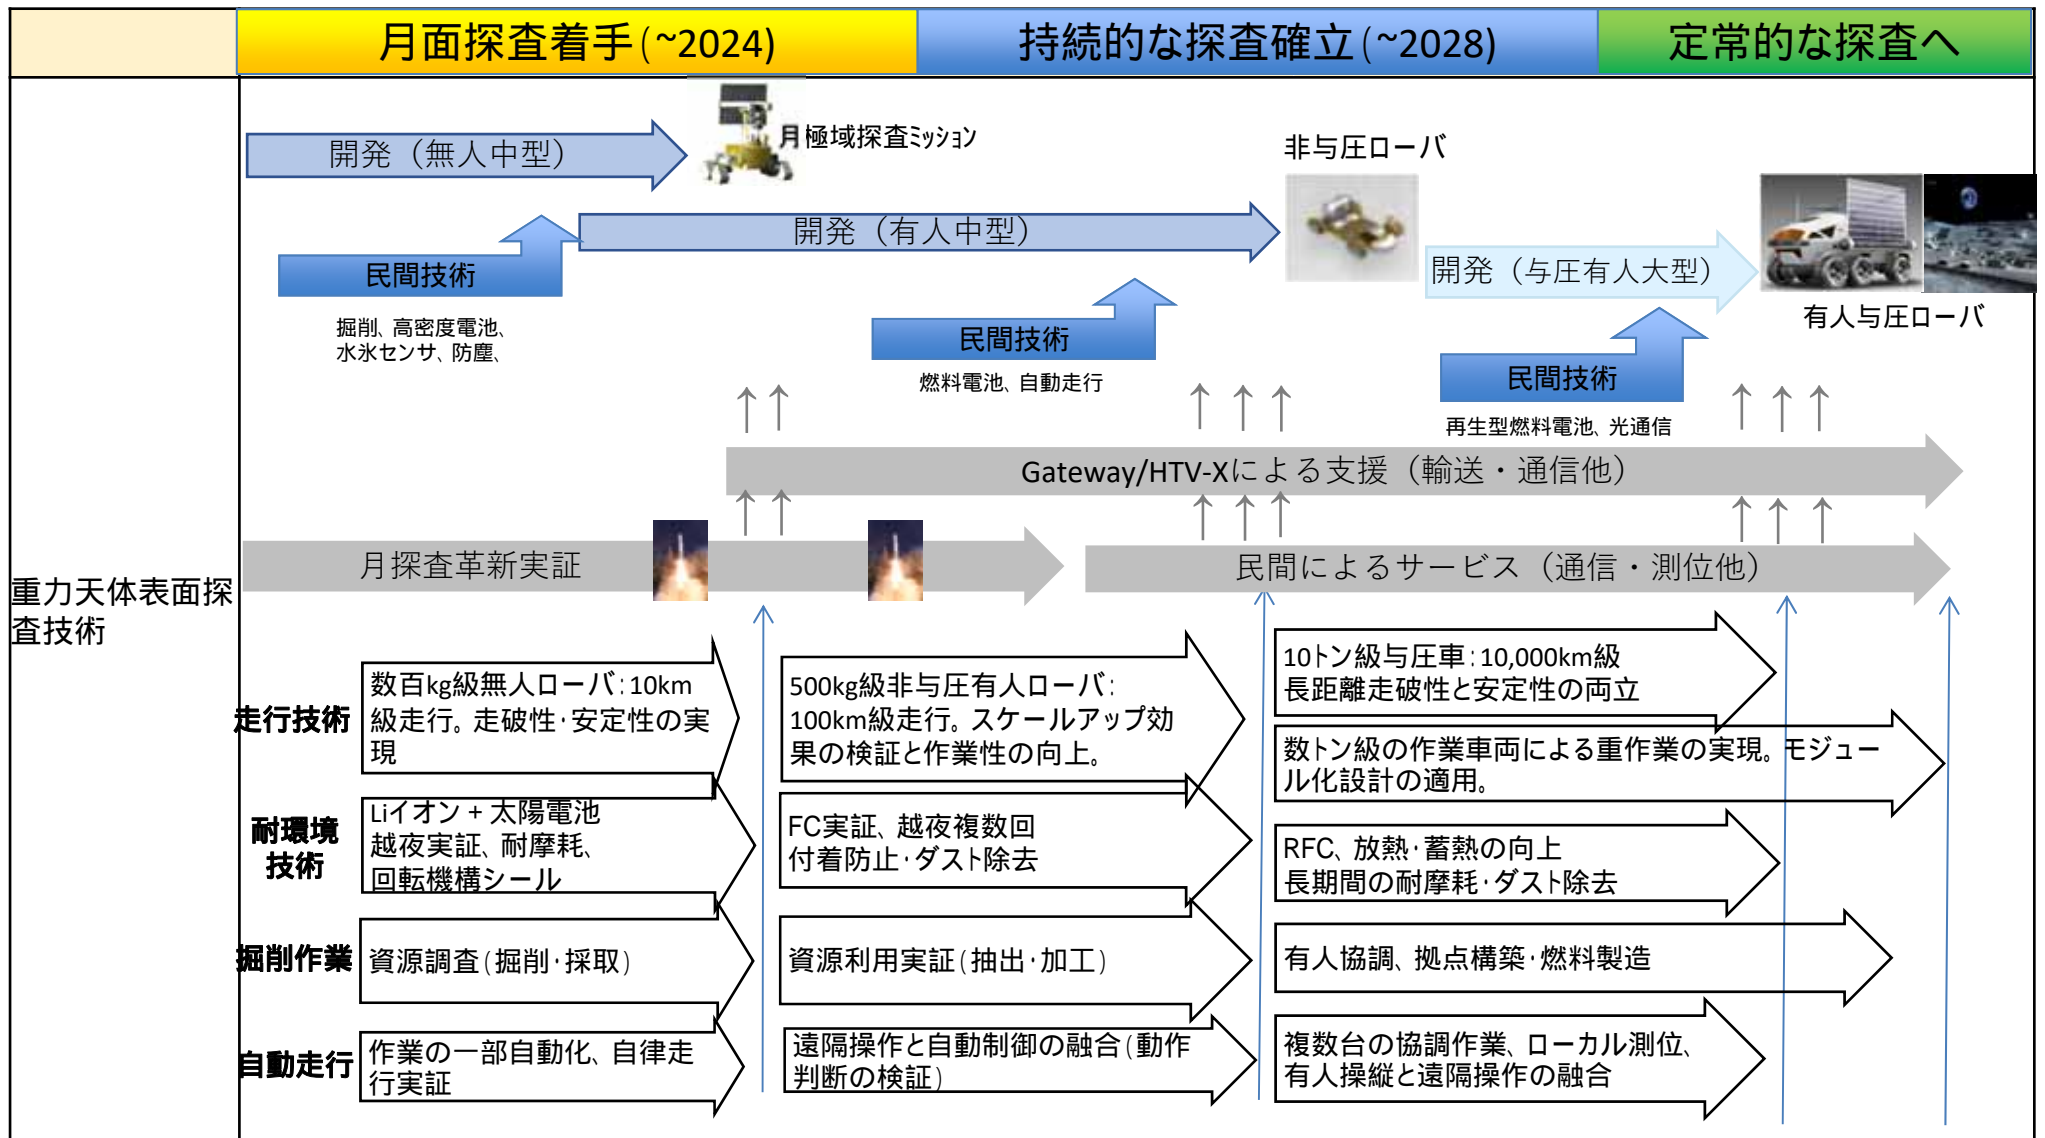 月面探査着手(~2024)
持続的な探査確立(~2028)
定常的な探査へ
開発（無人中型）
月極域探査ミッション
非与圧ローバ
開発（有人中型）
民間技術
掘削、高密度電池、
水氷センサ、防塵、
民間技術
燃料電池、自動走行
開発（与圧有人大型）
有人与圧ローバ
民間技術
再生型燃料電池、光通信
Gateway/HTV-Xによる支援（輸送・通信他）
月探査革新実証
民間によるサービス（通信・測位他）
重力天体表面探
査技術
走行技術
数百kg級無人ローバ：10km
級走行。走破性・安定性の実
現
500kg級非与圧有人ローバ：
100km級走行。スケールアップ効
果の検証と作業性の向上。
10トン級与圧車：10,000km級
長距離走破性と安定性の両立
数トン級の作業車両による重作業の実現。モジュー
ル化設計の適用。
耐環境
技術
Liイオン + 太陽電池
越夜実証、耐摩耗、
回転機構シール
FC実証、越夜複数回
付着防止・ダスト除去
RFC、放熱・蓄熱の向上
長期間の耐摩耗・ダスト除去
掘削作業
資源調査(掘削・採取)
資源利用実証(抽出・加工)
有人協調、拠点構築・燃料製造
自動走行
作業の一部自動化、自律走
行実証
遠隔操作と自動制御の融合(動作
判断の検証)
複数台の協調作業、ローカル測位、
有人操縦と遠隔操作の融合